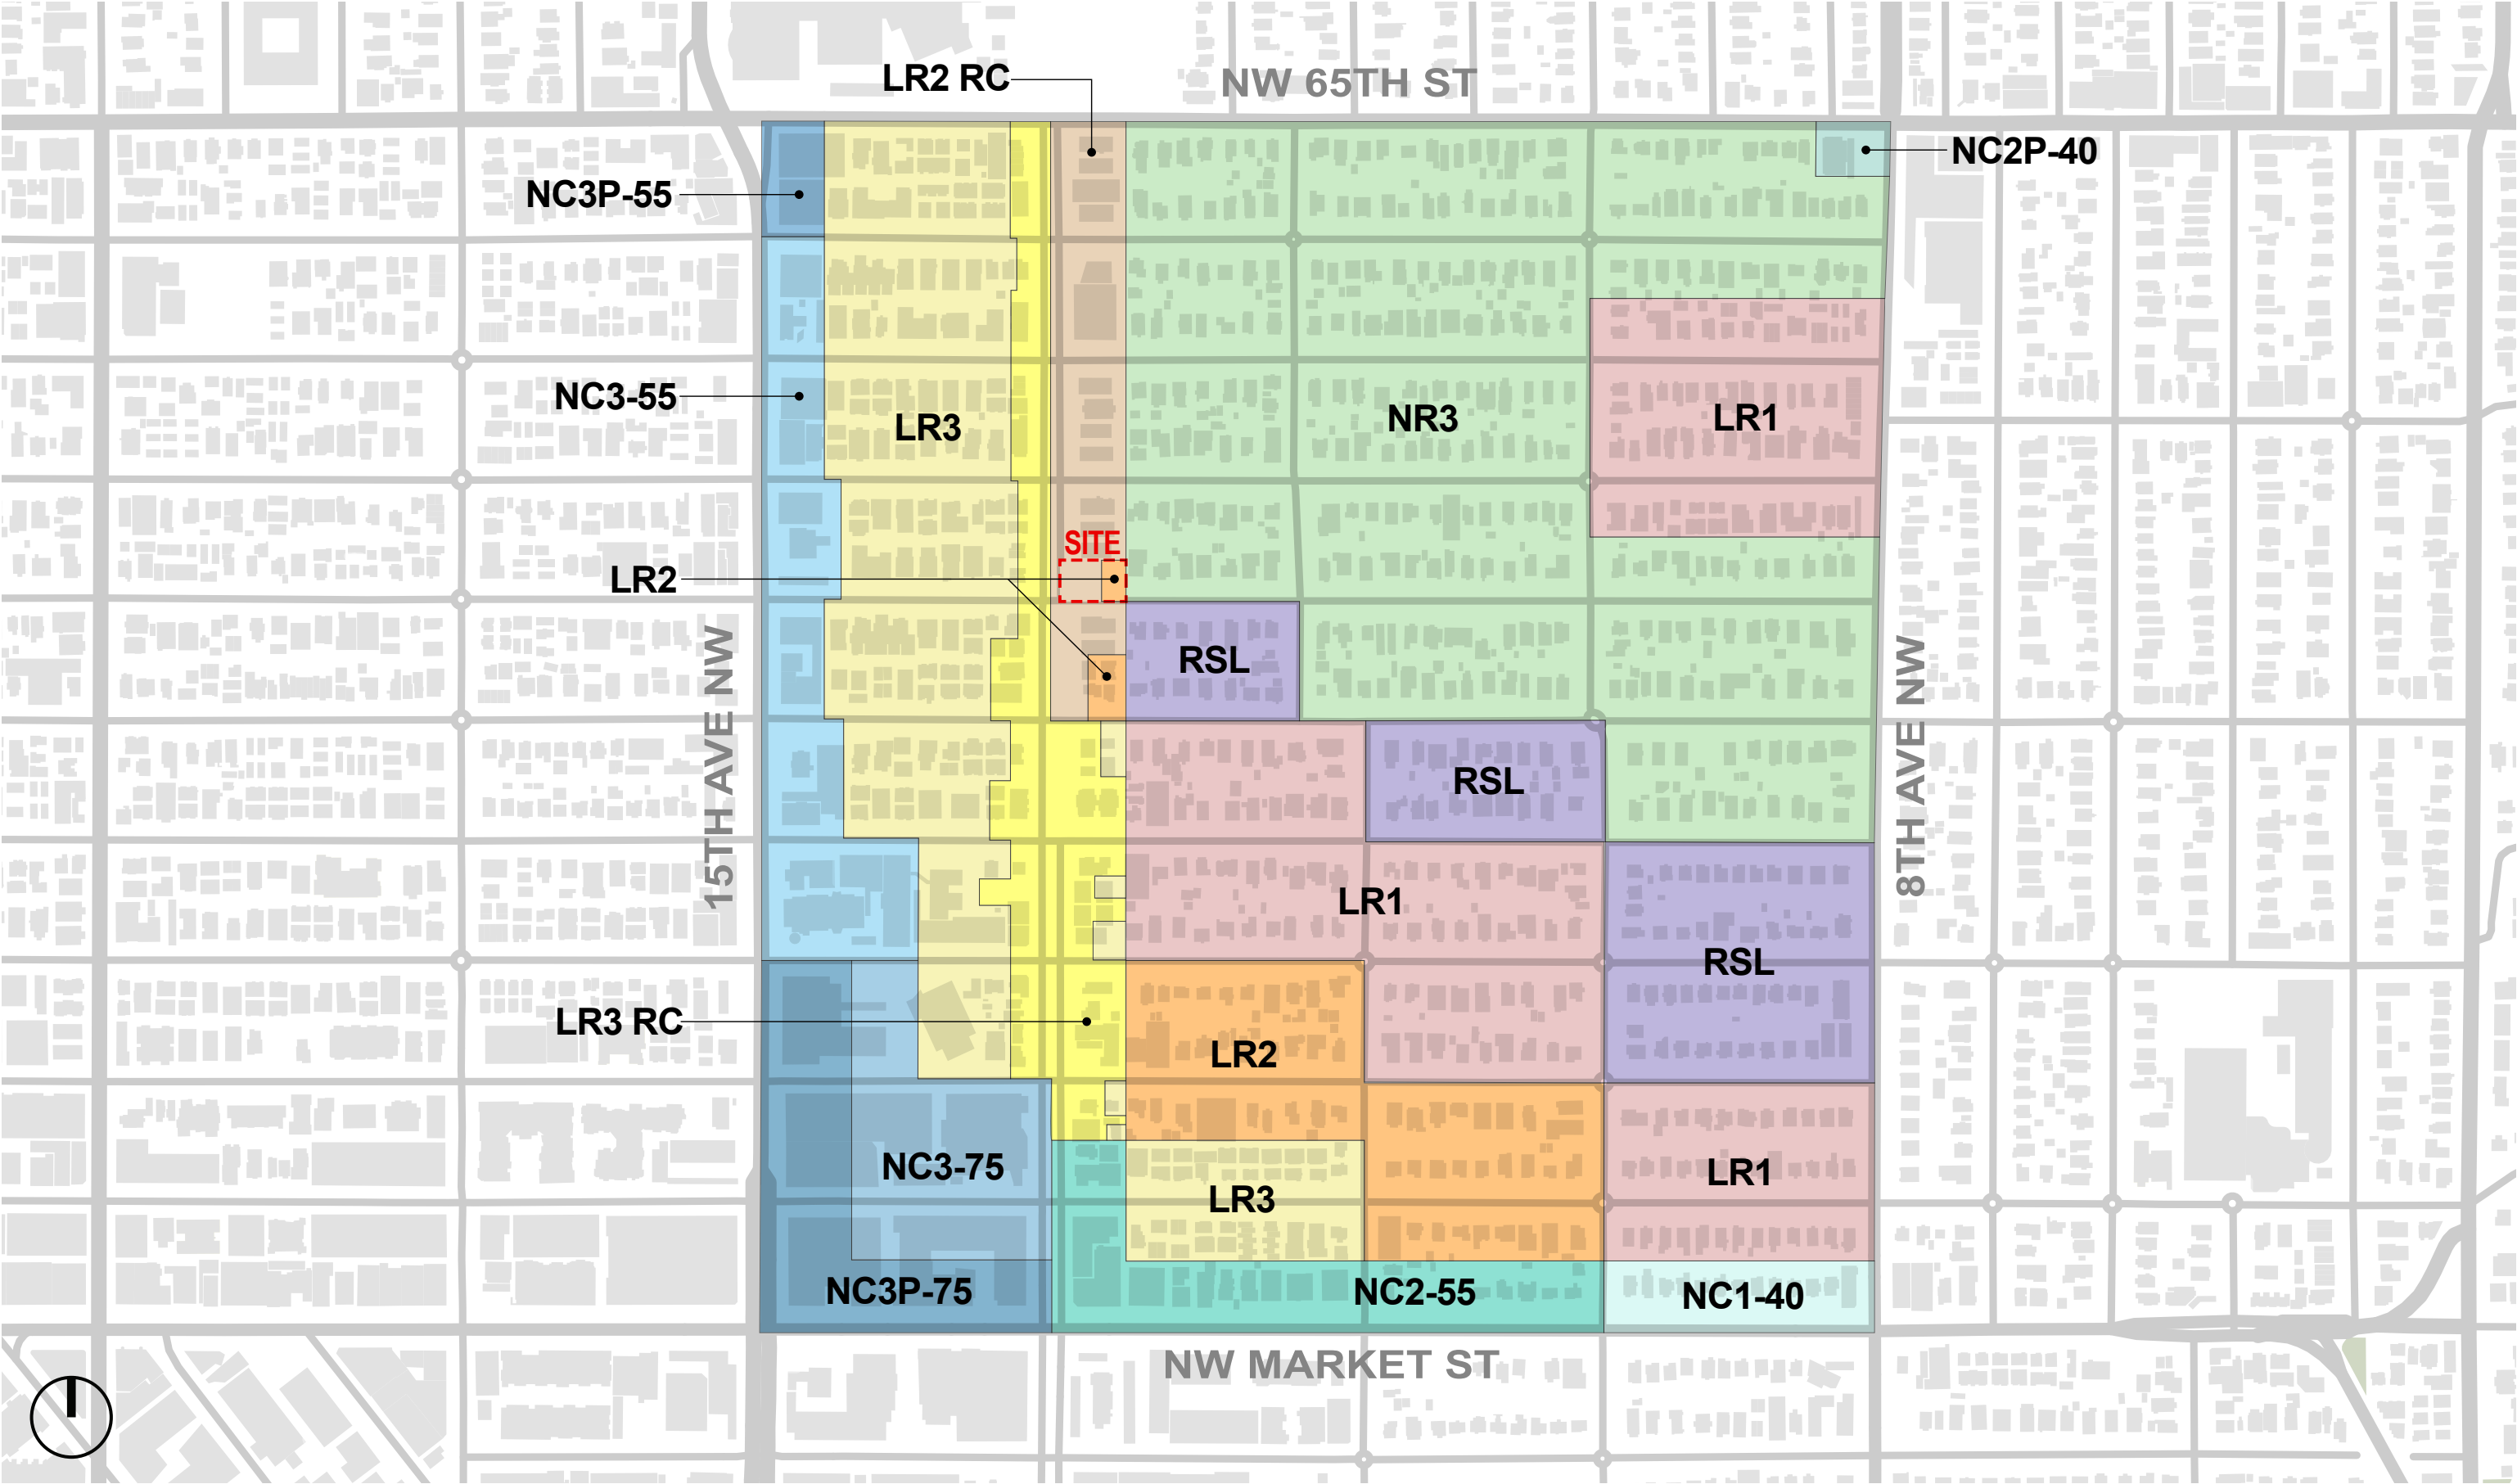 LR2 RC
NW 65TH ST
NC2P-40
NC3P-55
NC3-55
LR3
NR3
LR1
SITE
LR2
RSL
15TH AVE NW
8TH AVE NW
RSL
LR1
RSL
LR3 RC
LR2
NC3-75
LR3
LR1
NC3P-75
NC2-55
NC1-40
NW MARKET ST